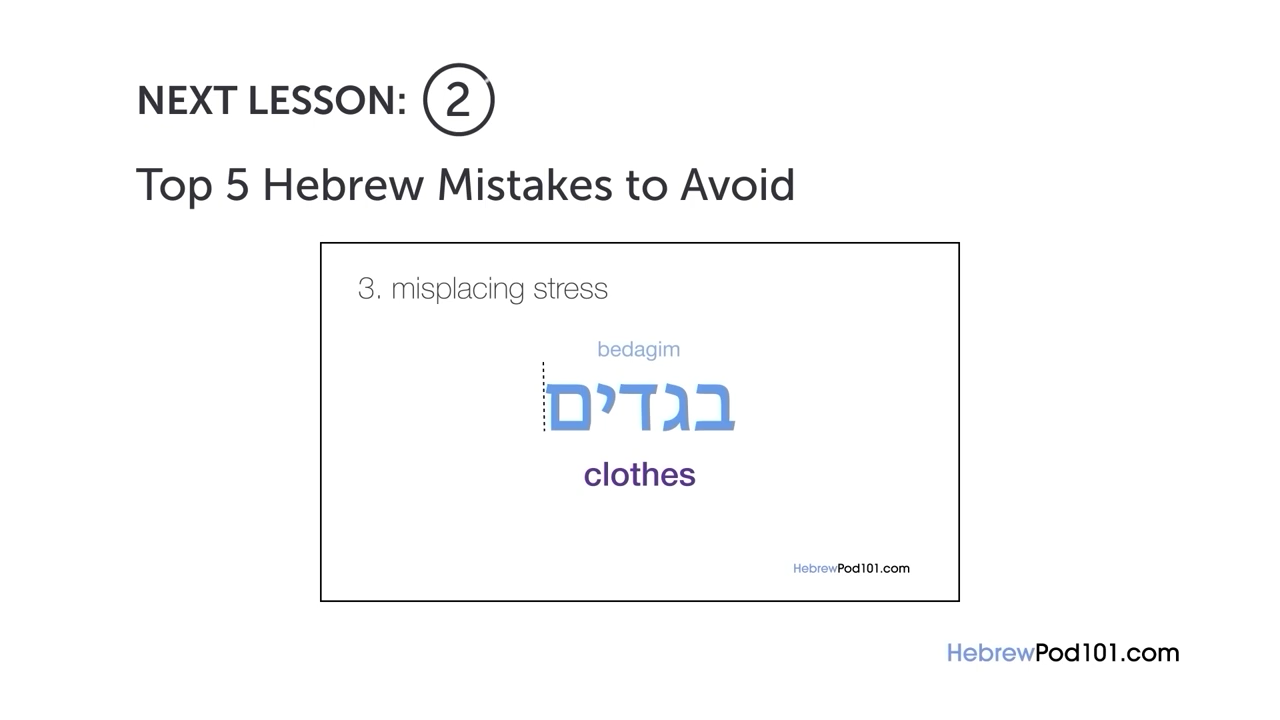 NEXT LESSON: 2
Top 5 Hebrew Mistakes to Avoid
3. misplacing stress
bedagim
בגדים
clothes
HebrewPod101.com
HebrewPod101.com